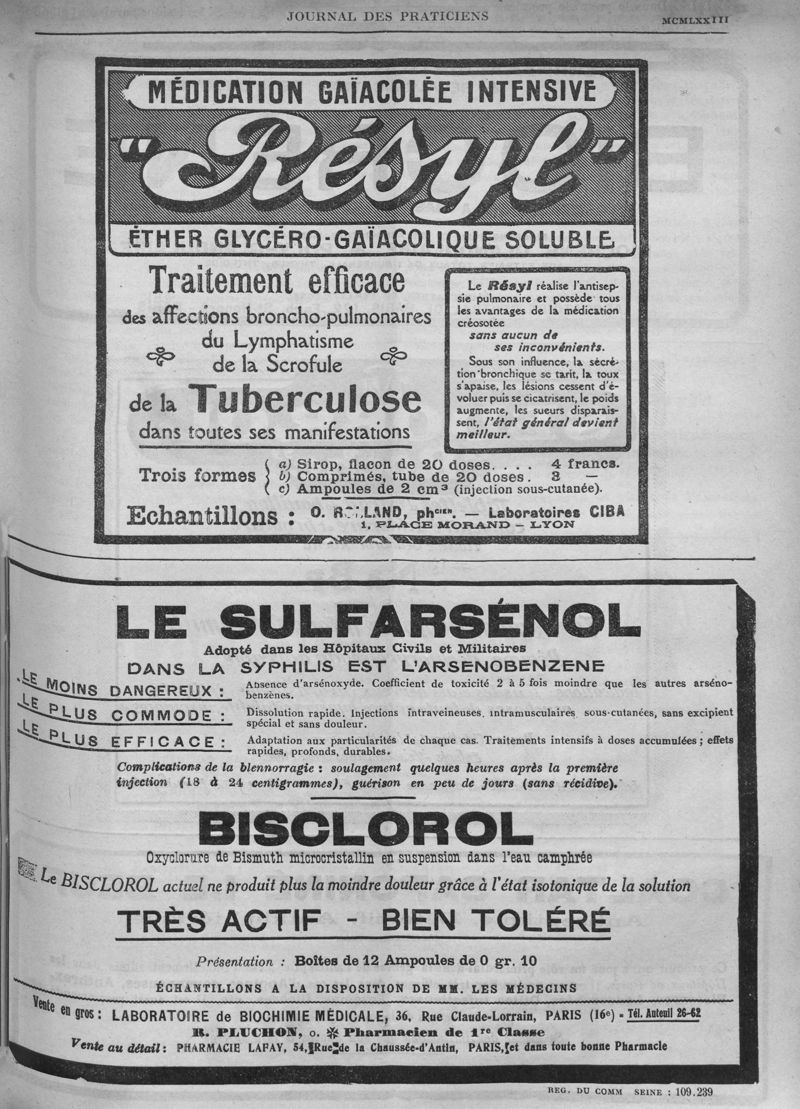 JOURNAL DES PRATICIENS
MCMLXXIII
MÉDICATION GAÏACOLÉE INTENSIVE
"Résyl"
ÉTHER GLYCÉRO-GAÏACOLIQUE SOLUBLE
Traitement efficace
des affections broncho-pulmonaires
du Lymphatisme
de la Scrofule
de la Tuberculose
dans toutes ses manifestations
Le Résyl réalise l'antisep-
sie pulmonaire et possède tous
les avantages de la médication
créosotée
sans aucun de
ses inconvénients.
Sous son influence, la sécré-
tion bronchique se tarit, la toux
s'apaise, les lésions cessent d'é-
voluer puis se cicatrisent, le poids
augmente, les sueurs disparais-
sent, l'état général devient
meilleur.
Trois formes
a) Sirop, flacon de 20 doses. . . . 4 francs.
b) Comprimés, tube de 20 doses. 3 —
c) Ampoules de 2 cm³ (injection sous-cutanée).
Echantillons : O. ROLLAND, phcien. — Laboratoires CIBA
1, PLACE MORAND – LYON
LE SULFARSÉNOL
Adopté dans les Hôpitaux Civils et Militaires
DANS LA SYPHILIS EST L'ARSENOBENZENE
LE MOINS DANGEREUX : Absence d'arsénoxyde. Coefficient de toxicité 2 à 5 fois moindre que les autres arséno-
benzènes.
LE PLUS COMMODE : Dissolution rapide. Injections intraveineuses, intramusculaires sous-cutanées, sans excipient
spécial et sans douleur.
LE PLUS EFFICACE : Adaptation aux particularités de chaque cas. Traitements intensifs à doses accumulées ; effets
rapides, profonds, durables.
Complications de la blennorragie : soulagement quelques heures après la première
injection (18 à 24 centigrammes), guérison en peu de jours (sans récidive).
BISCLOROL
Oxyclorure de Bismuth microcristallin en suspension dans l'eau camphrée
Le BISCLOROL actuel ne produit plus la moindre douleur grâce à l'état isotonique de la solution
TRÈS ACTIF - BIEN TOLÉRÉ
Présentation : Boîtes de 12 Ampoules de 0 gr. 10
ÉCHANTILLONS A LA DISPOSITION DE MM. LES MÉDECINS
Vente en gros : LABORATOIRE de BIOCHIMIE MÉDICALE, 36, Rue Claude-Lorrain, PARIS (16e) - Tél. Auteuil 26-62
R. PLUCHON, o. ✻ Pharmacien de 1re Classe
Vente au détail : PHARMACIE LAFAY, 54, Rue de la Chaussée-d'Antin, PARIS, et dans toute bonne Pharmacie
REG. DU COMM SEINE : 109.239